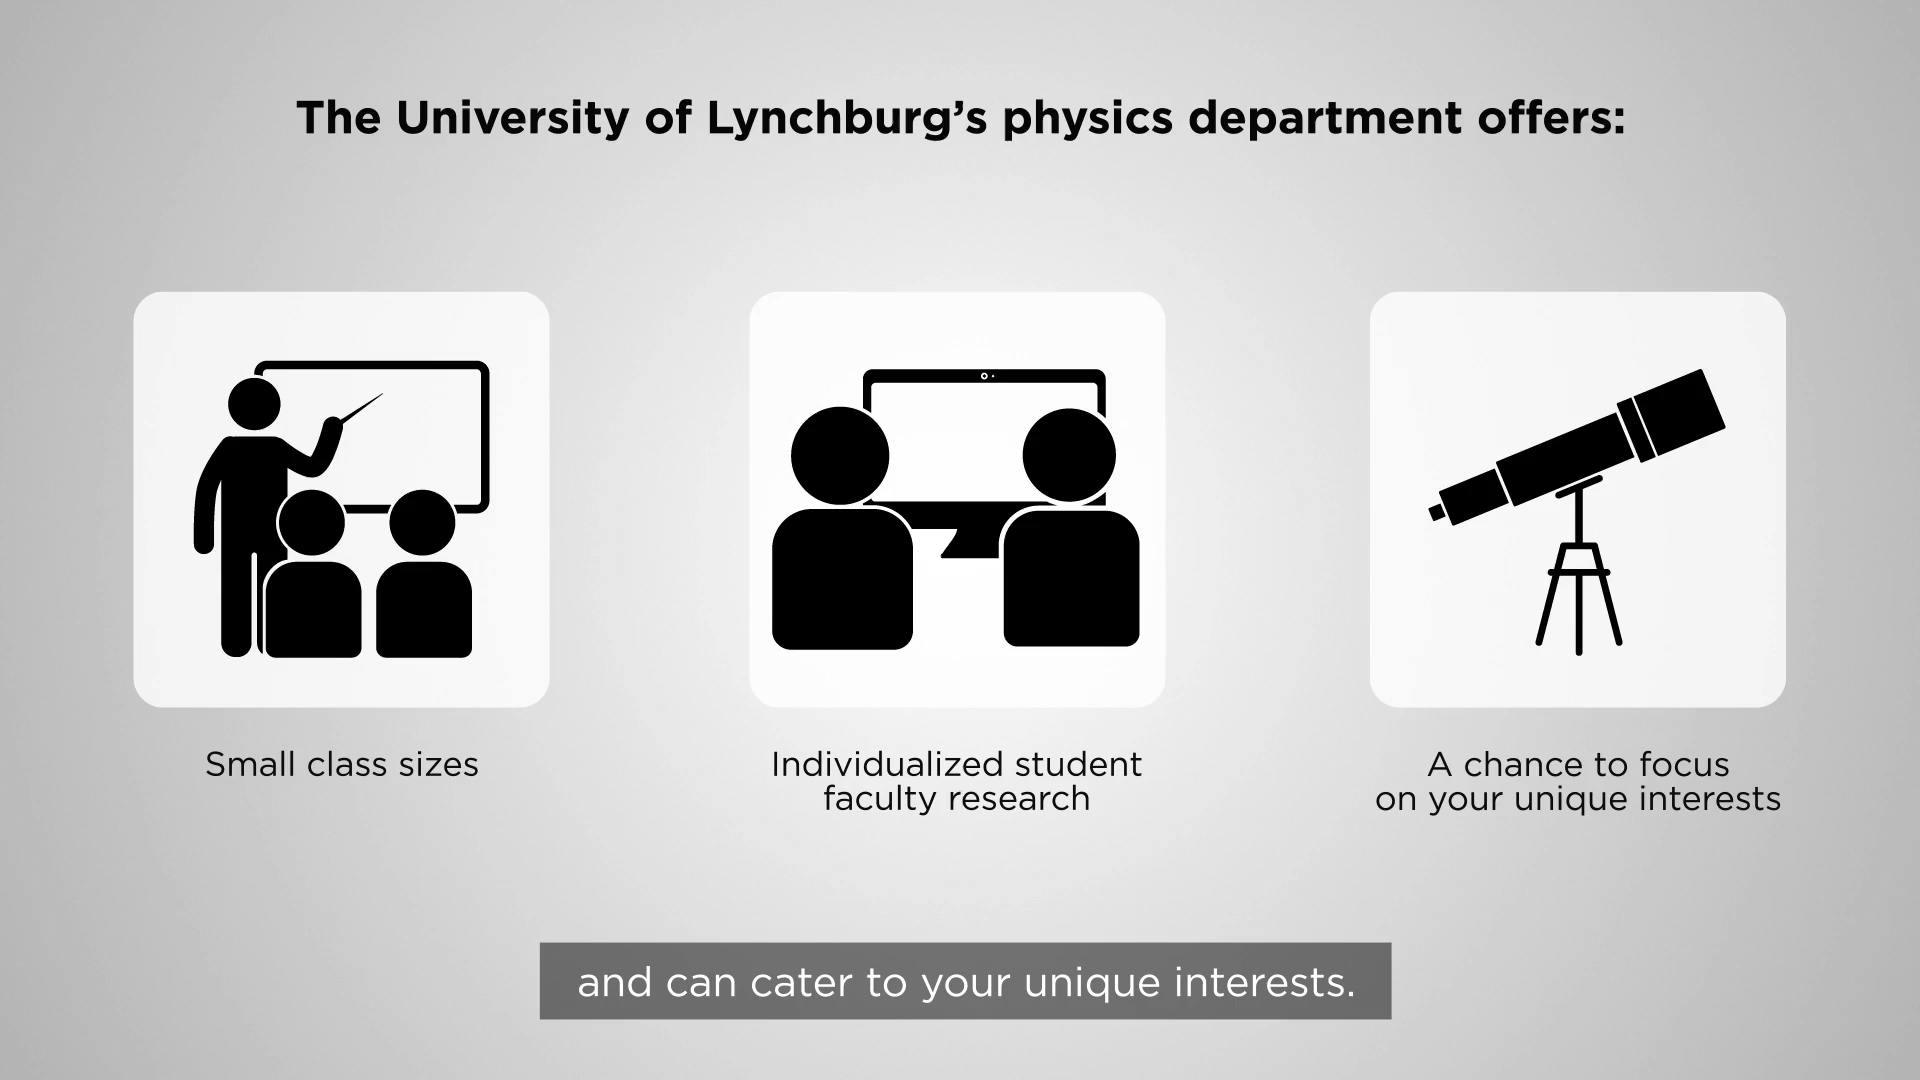 The University of Lynchburg’s physics department offers:
Small class sizes
Individualized student
faculty research
A chance to focus
on your unique interests
and can cater to your unique interests.